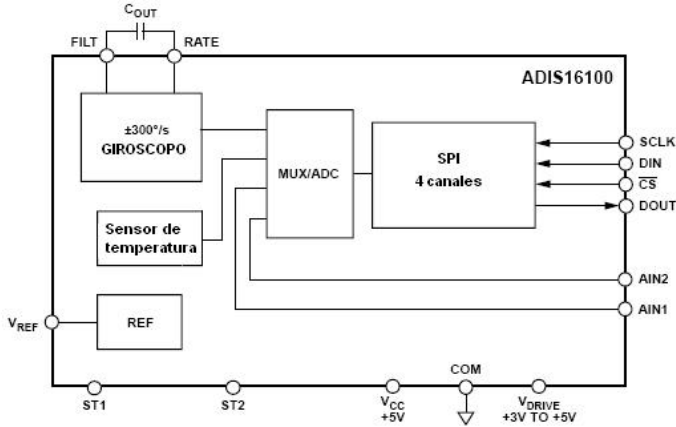 COUT
FILT
RATE
ADIS16100
±300°/s
GIROSCOPO
MUX/ADC
SPI
4 canales
SCLK
DIN
CS
DOUT
Sensor de
temperatura
AIN2
AIN1
VREF
REF
COM
ST1
ST2
VCC
+5V
VDRIVE
+3V TO +5V